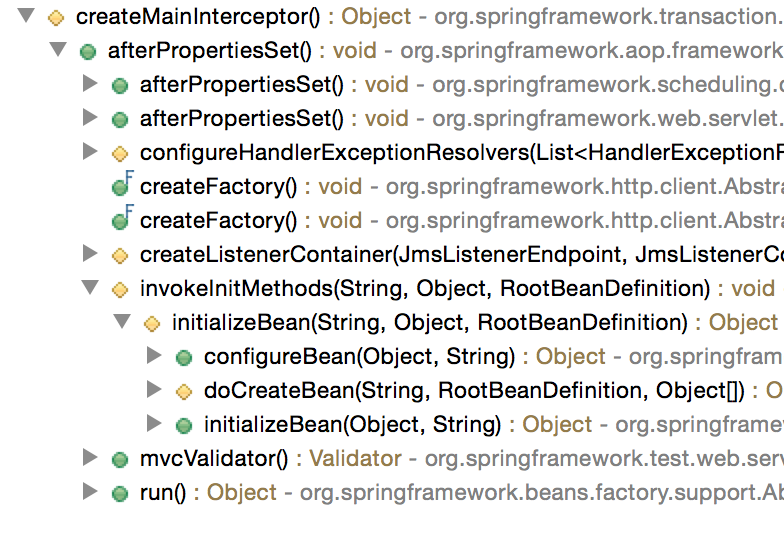 createMainInterceptor() : Object - org.springframework.transaction.
afterPropertiesSet() : void - org.springframework.aop.framework
afterPropertiesSet() : void - org.springframework.scheduling.
afterPropertiesSet() : void - org.springframework.web.servlet.
configureHandlerExceptionResolvers(List<HandlerExceptionR
F createFactory() : void - org.springframework.http.client.Abstra
F createFactory() : void - org.springframework.http.client.Abstra
createListenerContainer(JmsListenerEndpoint, JmsListenerCo
invokeInitMethods(String, Object, RootBeanDefinition) : void
initializeBean(String, Object, RootBeanDefinition) : Object
configureBean(Object, String) : Object - org.springfram
doCreateBean(String, RootBeanDefinition, Object[]) : O
initializeBean(Object, String) : Object - org.springframew
mvcValidator() : Validator - org.springframework.test.web.serv
run() : Object - org.springframework.beans.factory.support.Ab